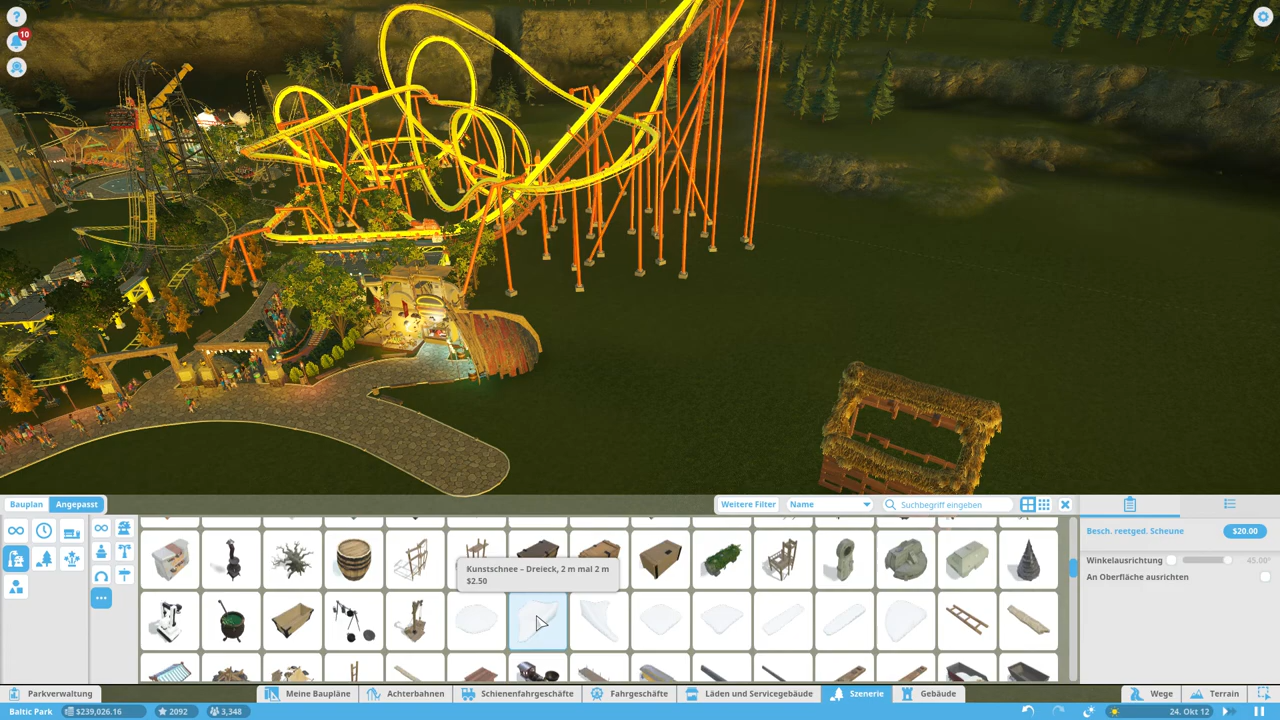 ?
10
Bauplan
Angepasst
Weitere Filter
Name
Suchbegriff eingeben
Besch. reetged. Scheune
$20.00
Winkelausrichtung
45.00°
An Oberfläche ausrichten
Kunstschnee – Dreieck, 2 m mal 2 m
$2.50
Parkverwaltung
Meine Baupläne
Achterbahnen
Schienenfahrgeschäfte
Fahrgeschäfte
Läden und Servicegebäude
Szenerie
Gebäude
Wege
Terrain
Baltic Park
$239,026.16
2092
3,348
24. Okt 12